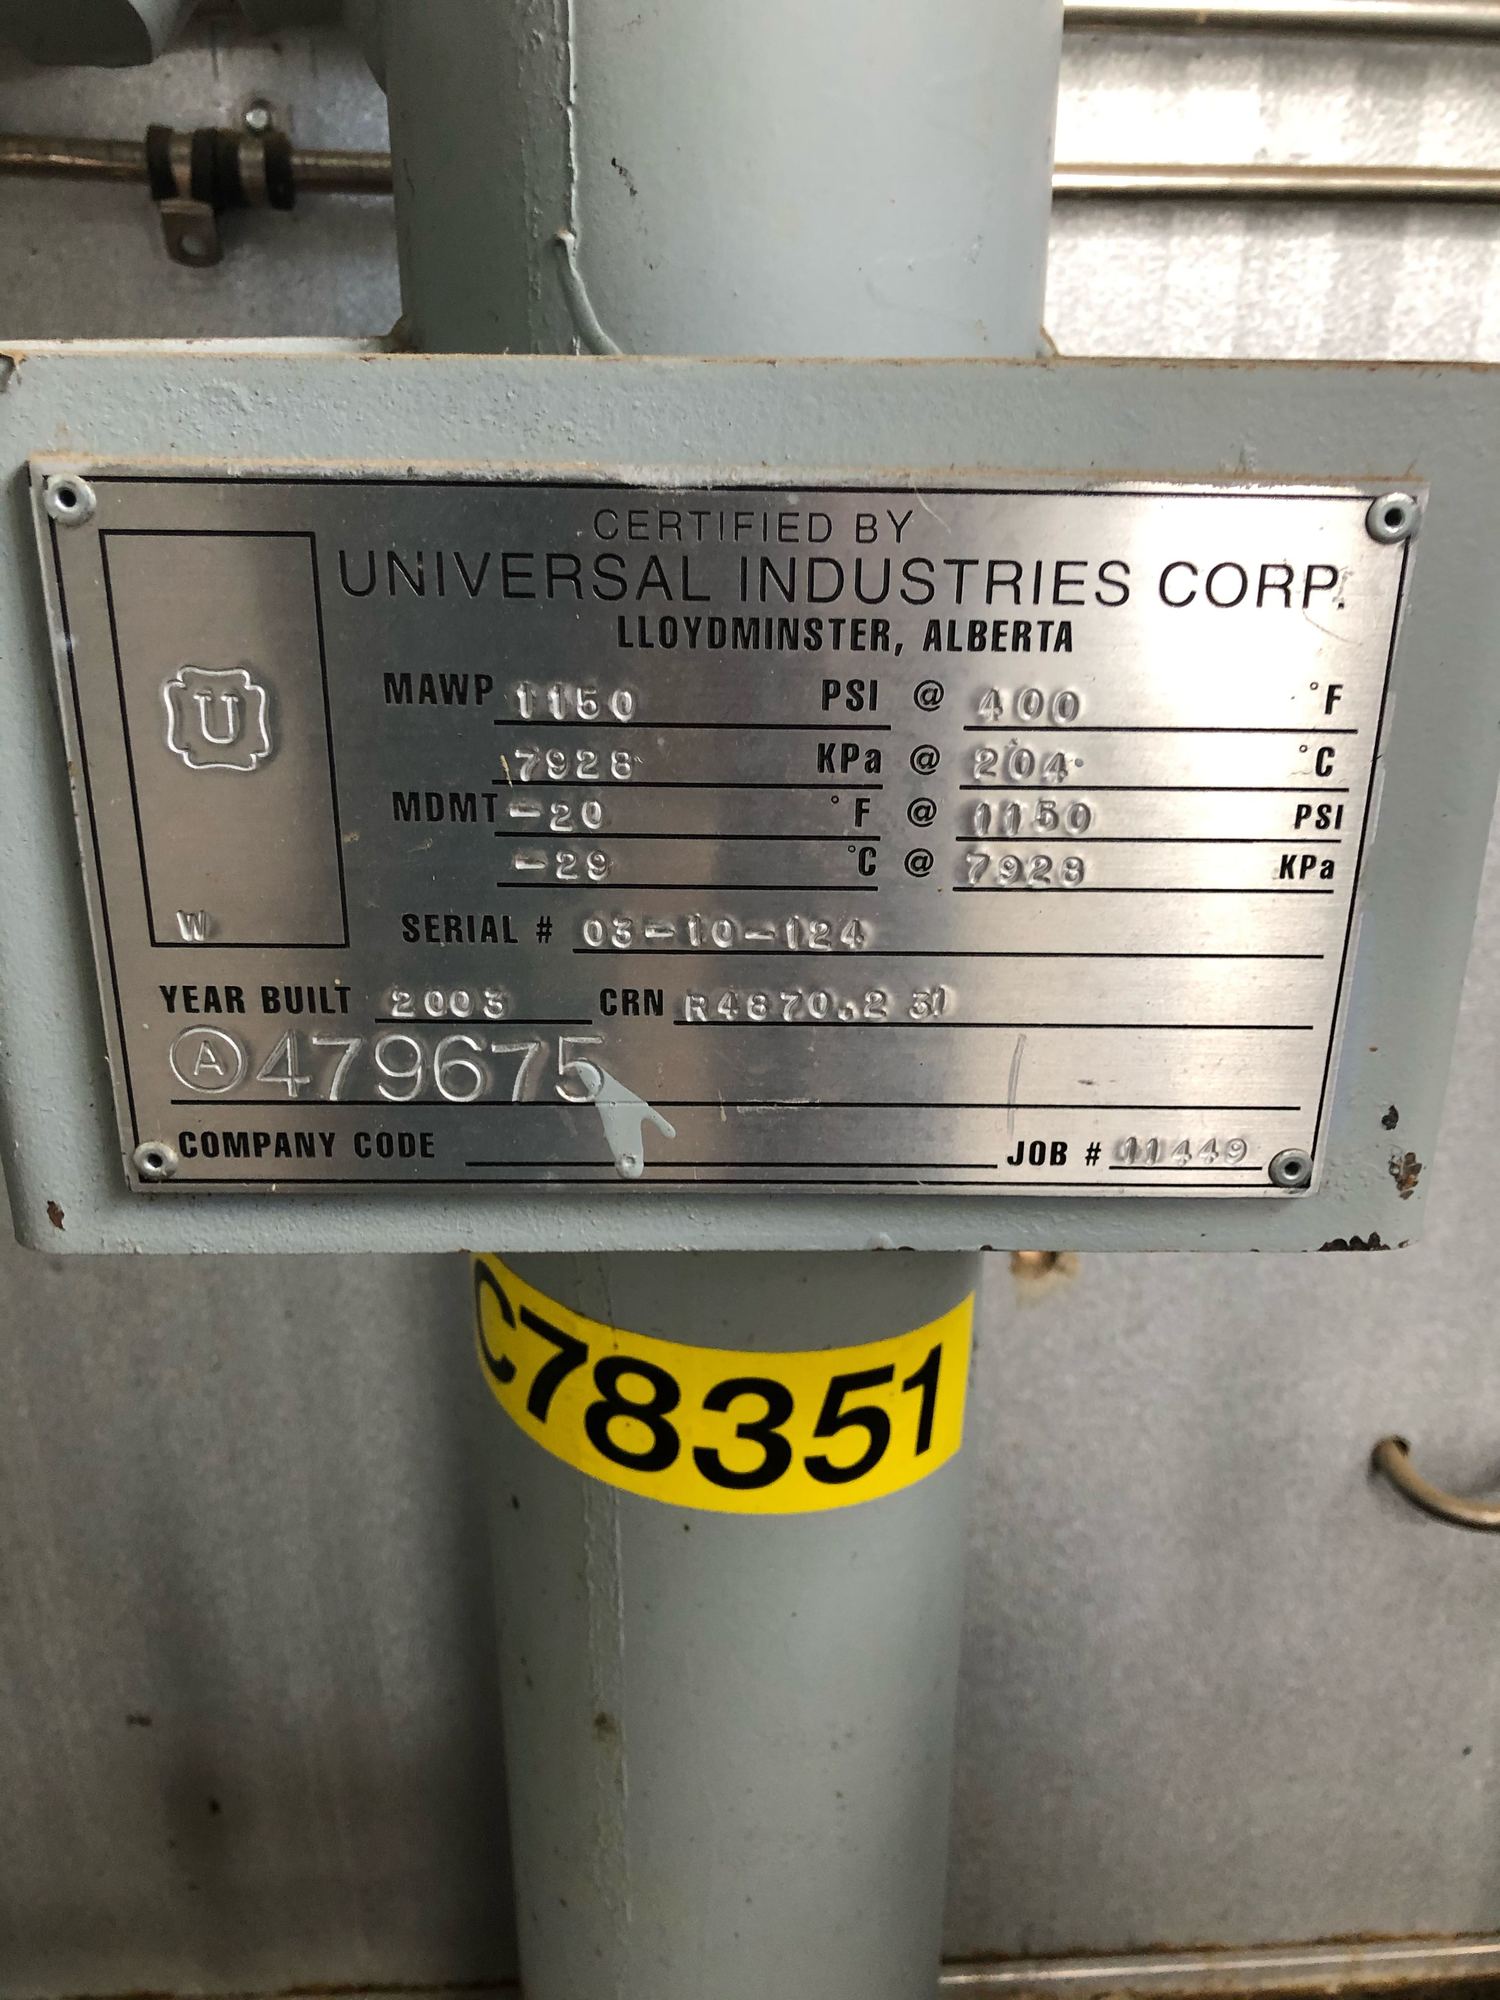 CERTIFIED BY
UNIVERSAL INDUSTRIES CORP.
LLOYDMINSTER, ALBERTA
U
W
MAWP 1150 PSI @ 400 °F
7928 KPa @ 204 °C
MDMT -20 °F @ 1150 PSI
-29 °C @ 7928 KPa
SERIAL # 03-10-124
YEAR BUILT 2003 CRN R4870.2 31
Ⓐ479675
COMPANY CODE JOB # 11449
C78351